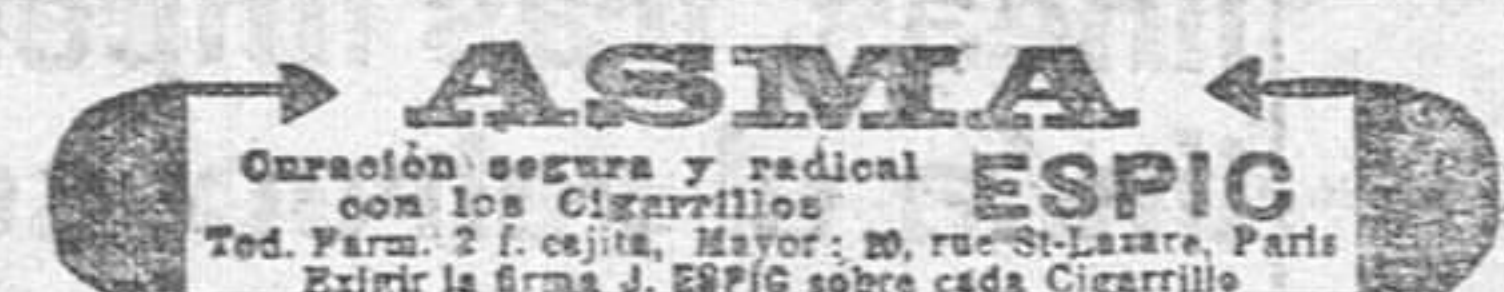 ASMA
Curación segura y radical
con los Cigarrillos ESPIC
Tod. Farm. 2 f. cajita, Mayor: 20, rue St-Lazare, Paris
Exigir la firma J. ESPIC sobre cada Cigarrillo